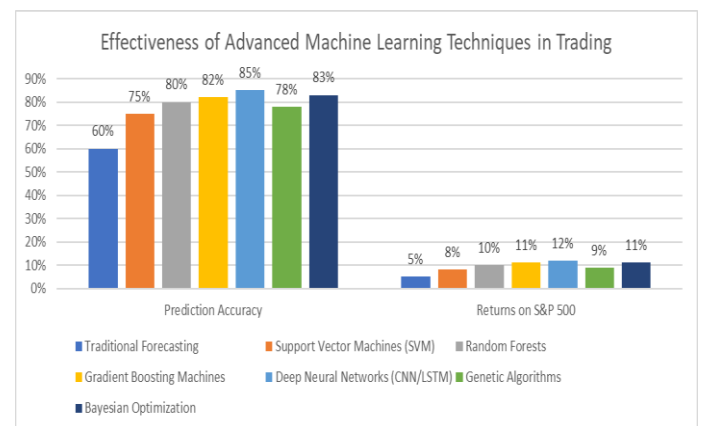 Effectiveness of Advanced Machine Learning Techniques in Trading
90%
80%
70%
60%
50%
40%
30%
20%
10%
0%
60%
75%
80%
82%
85%
78%
83%
5%
8%
10%
11%
12%
9%
11%
Prediction Accuracy
Returns on S&P 500
Traditional Forecasting
Support Vector Machines (SVM)
Random Forests
Gradient Boosting Machines
Deep Neural Networks (CNN/LSTM)
Genetic Algorithms
Bayesian Optimization